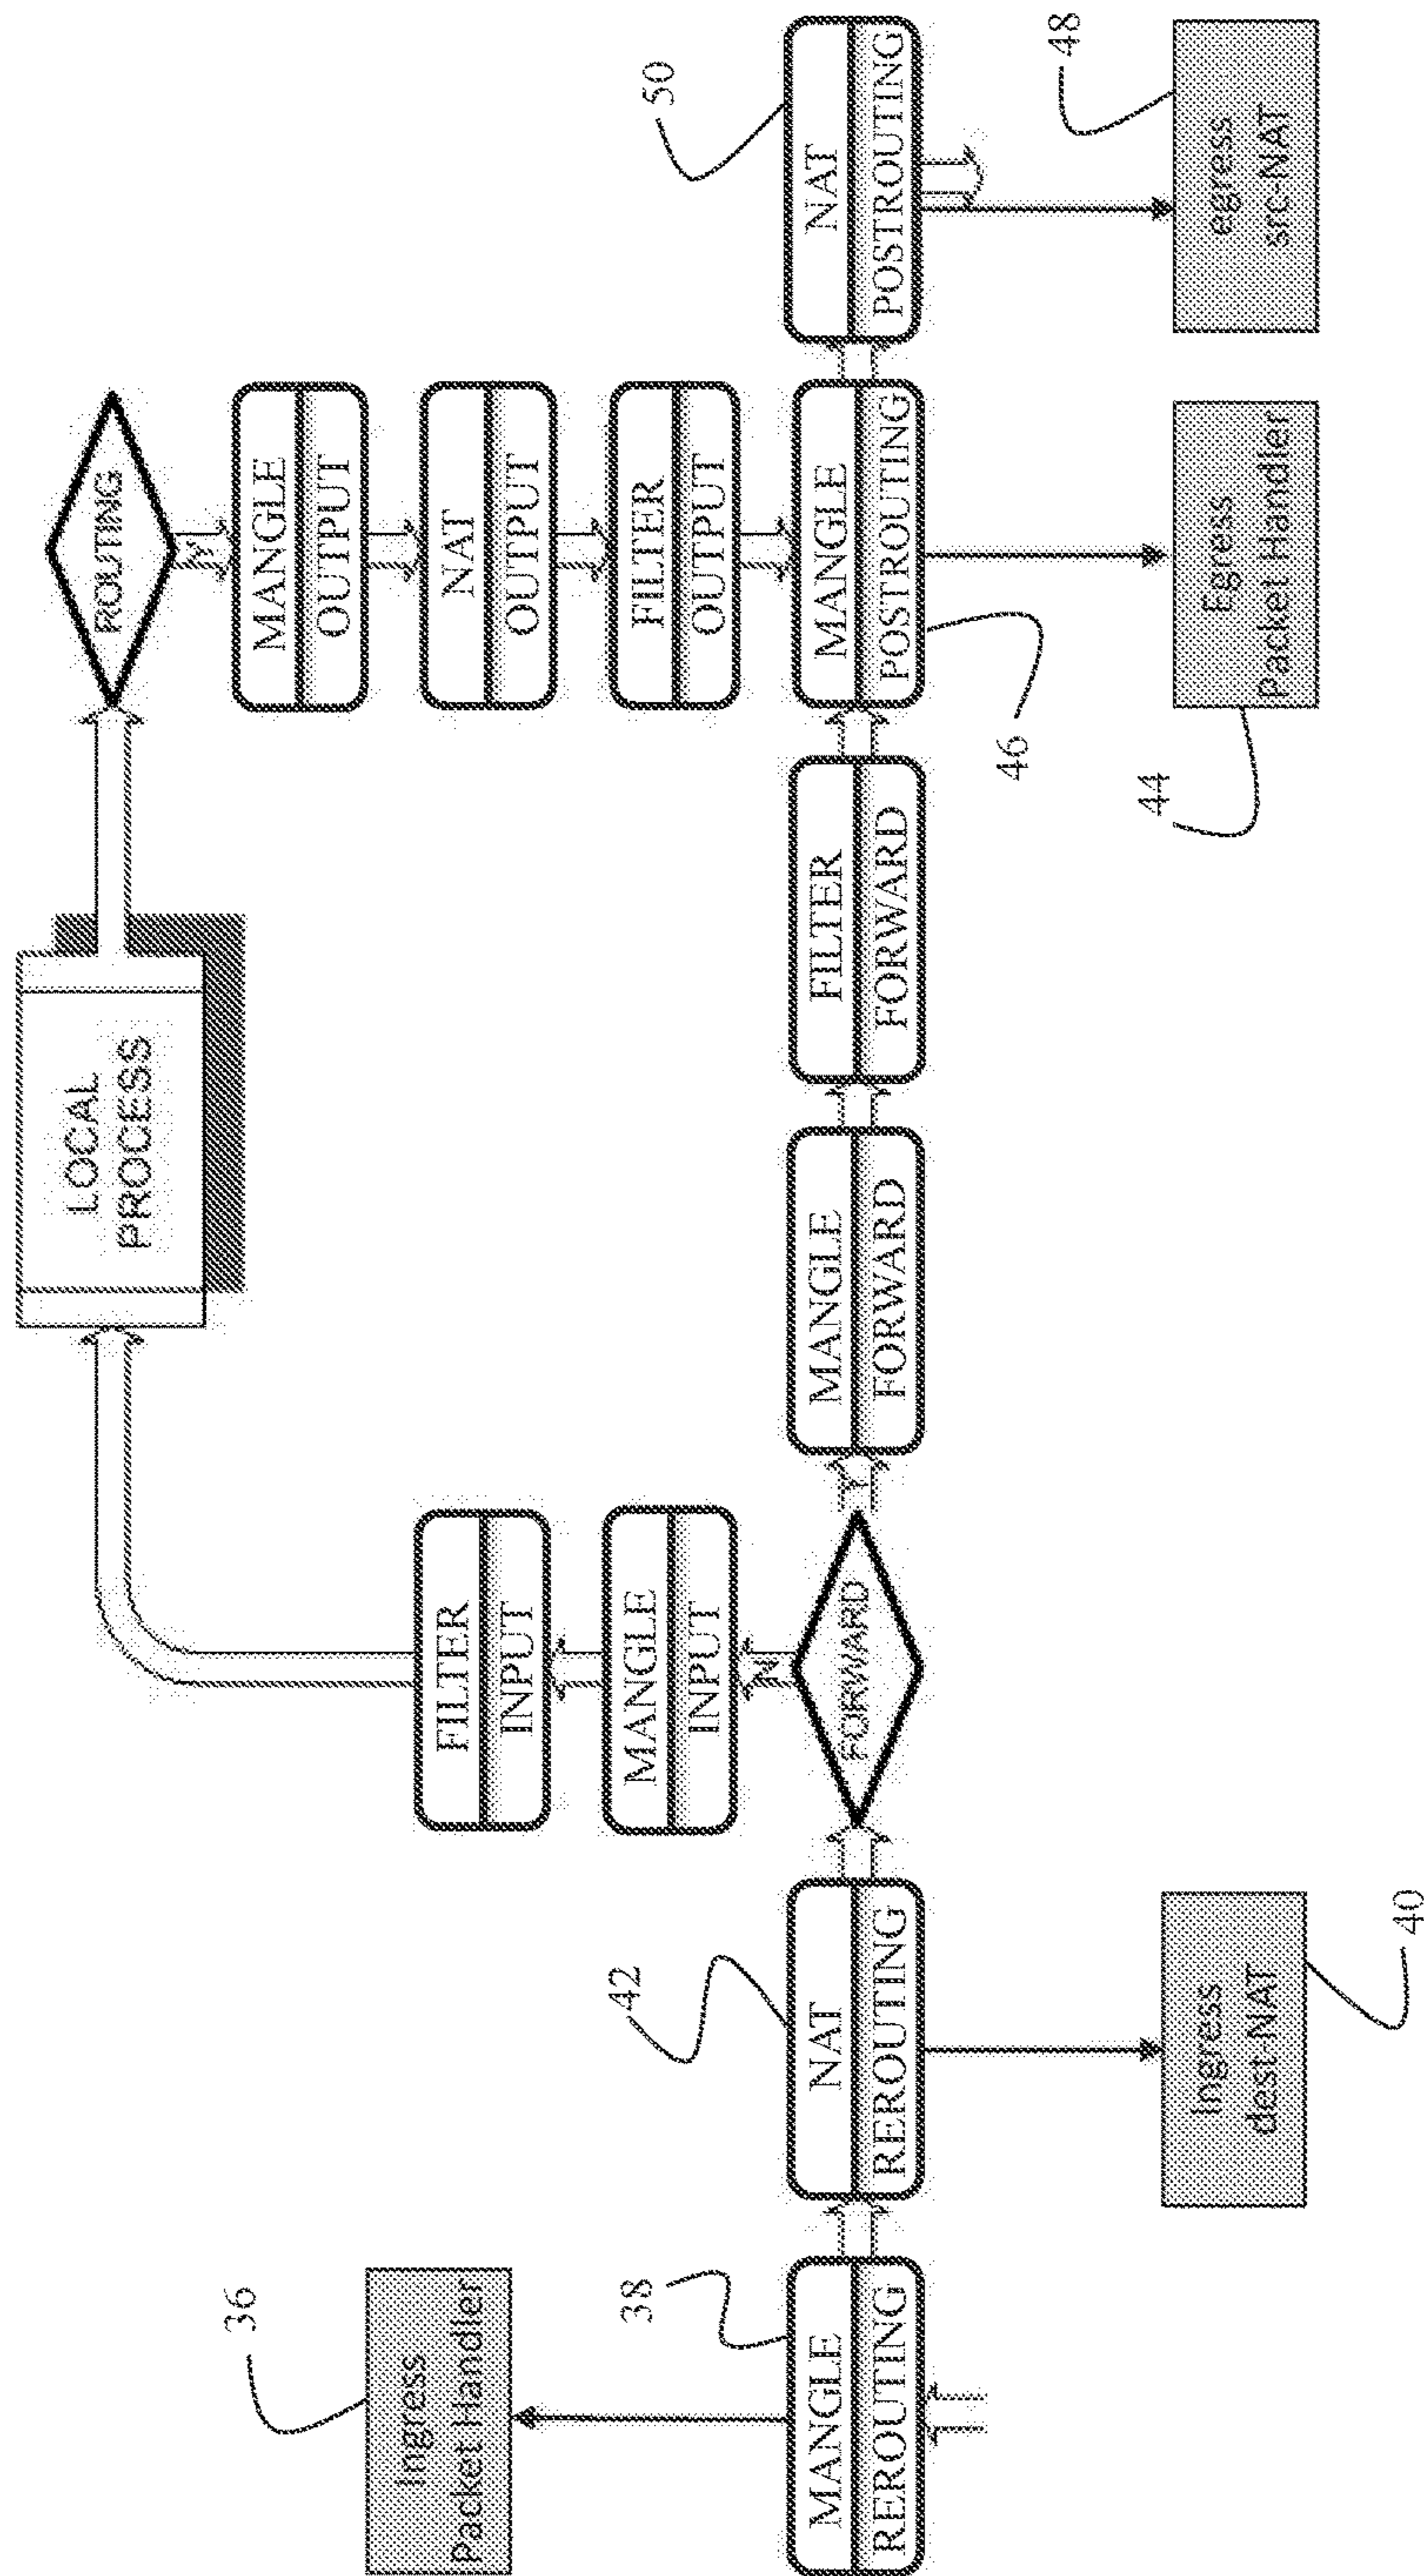 LOCAL
PROCESS
ROUTING
Y
MANGLE
OUTPUT
36
Ingress
Packet Handler
FILTER
INPUT
NAT
OUTPUT
MANGLE
INPUT
FILTER
OUTPUT
N
38
42
50
MANGLE
REROUTING
NAT
REROUTING
FORWARD
Y
MANGLE
FORWARD
FILTER
FORWARD
MANGLE
POSTROUTING
NAT
POSTROUTING
46
48
Ingress
dest-NAT
40
44
Egress
Packet Handler
egress
src-NAT